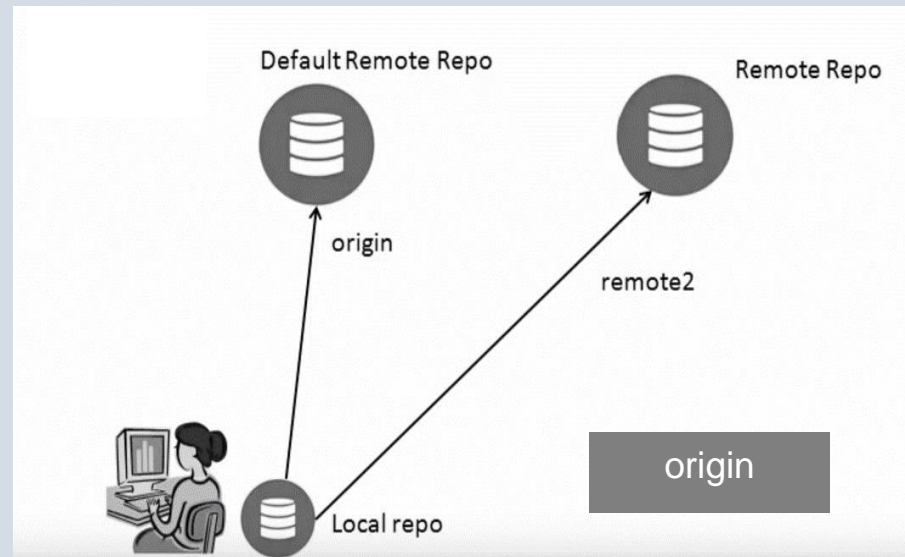 Default Remote Repo
Remote Repo
origin
remote2
origin
Local repo